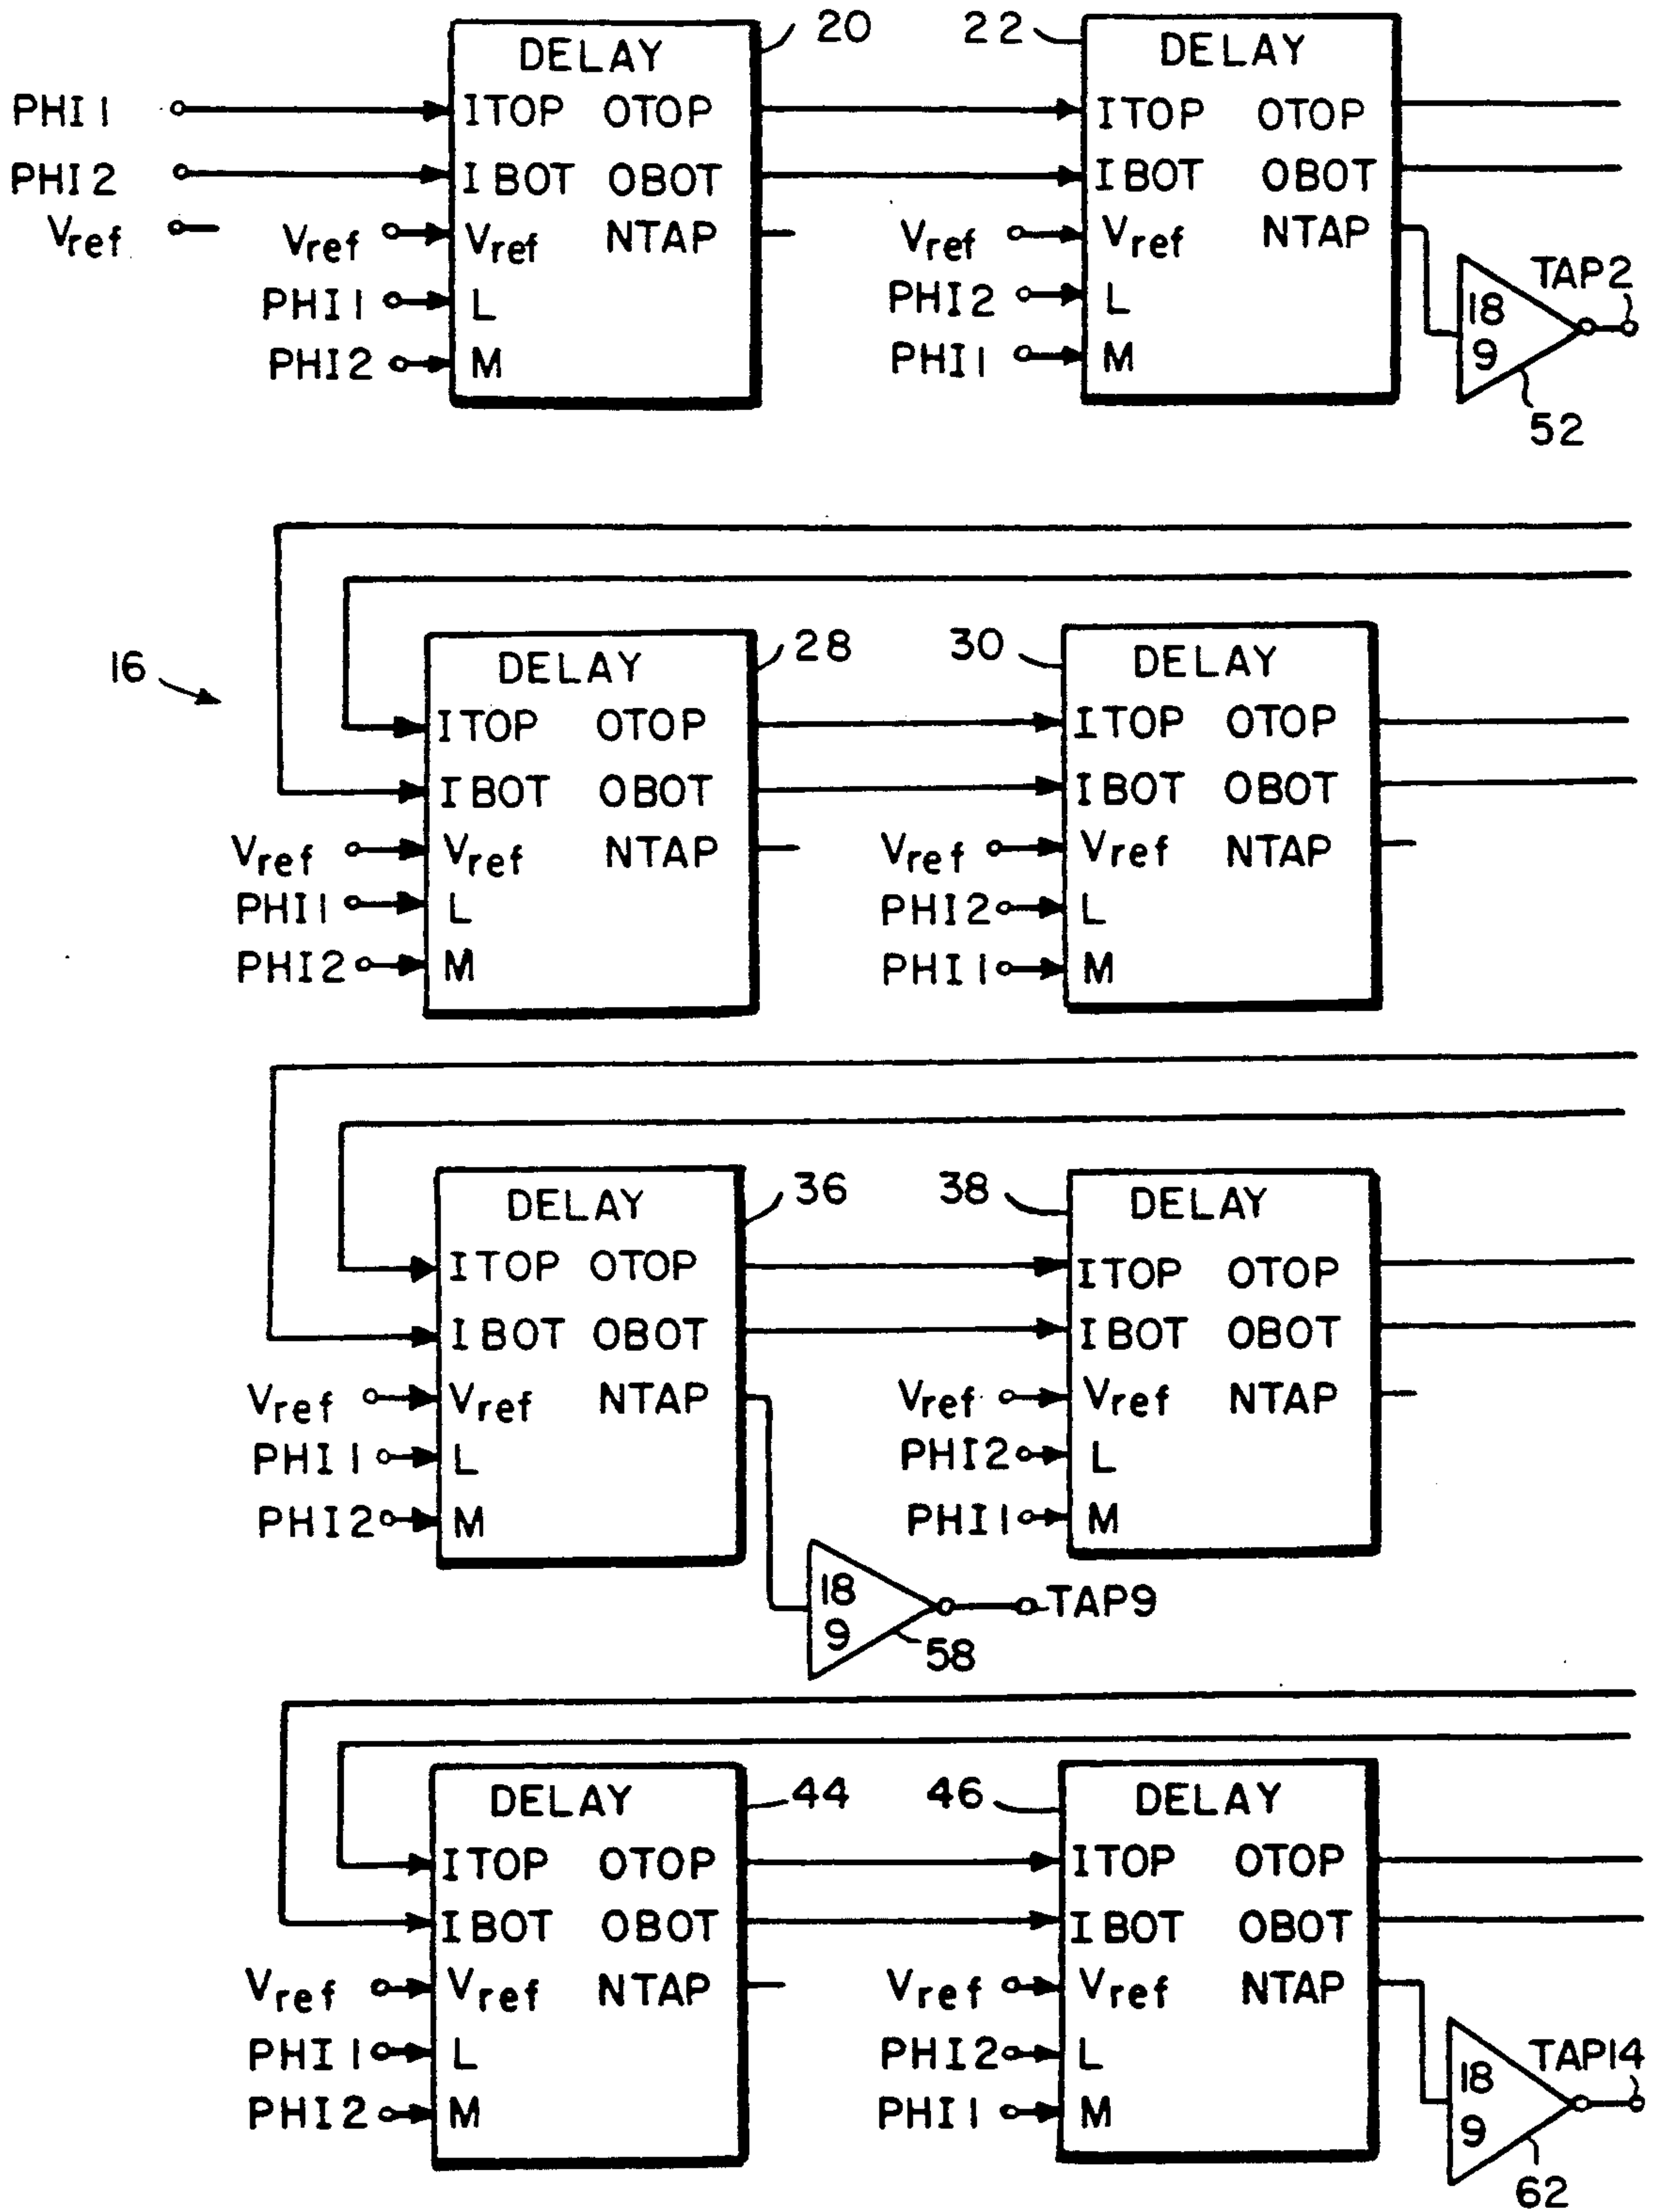 DELAY 20 22 DELAY
PHI1 ITOP OTOP ITOP OTOP
PHI2 IBOT OBOT IBOT OBOT
Vref Vref Vref NTAP Vref Vref NTAP
PHI1 L PHI2 L TAP2
PHI2 M PHI1 M 18
9
52
16 DELAY 28 30 DELAY
ITOP OTOP ITOP OTOP
IBOT OBOT IBOT OBOT
Vref Vref NTAP Vref Vref NTAP
PHI1 L PHI2 L
PHI2 M PHI1 M
DELAY 36 38 DELAY
ITOP OTOP ITOP OTOP
IBOT OBOT IBOT OBOT
Vref Vref NTAP Vref Vref NTAP
PHI1 L PHI2 L
PHI2 M PHI1 M
18 TAP9
9 58
DELAY 44 46 DELAY
ITOP OTOP ITOP OTOP
IBOT OBOT IBOT OBOT
Vref Vref NTAP Vref Vref NTAP
PHI1 L PHI2 L TAP14
PHI2 M PHI1 M 18
9
62